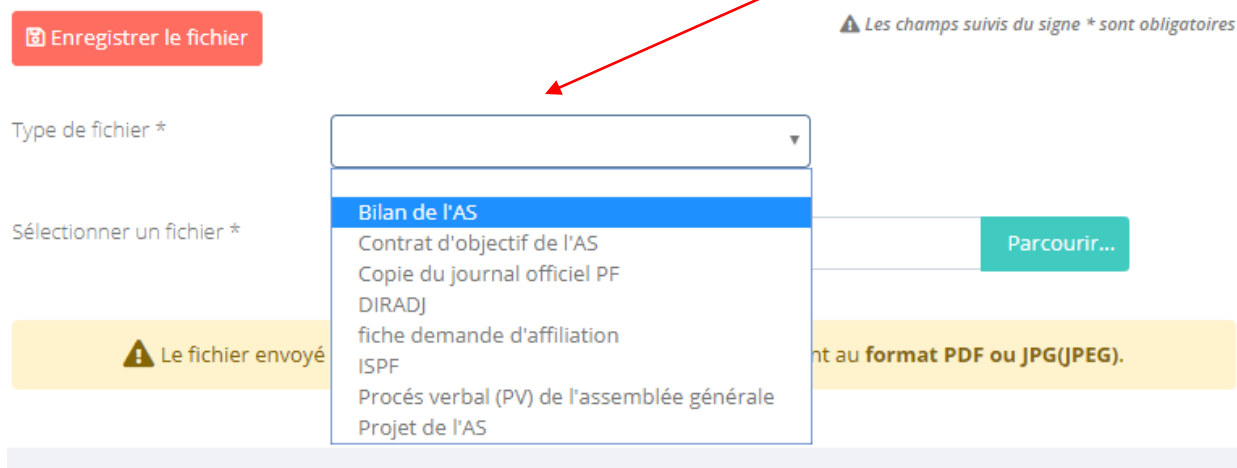 Enregistrer le fichier
Les champs suivis du signe * sont obligatoires
Type de fichier *
Bilan de l'AS
Sélectionner un fichier *
Contrat d'objectif de l'AS
Parcourir...
Copie du journal officiel PF
DIRADJ
fiche demande d'affiliation
Le fichier envoyé
nt au format PDF ou JPG(JPEG).
ISPF
Procés verbal (PV) de l'assemblée générale
Projet de l'AS